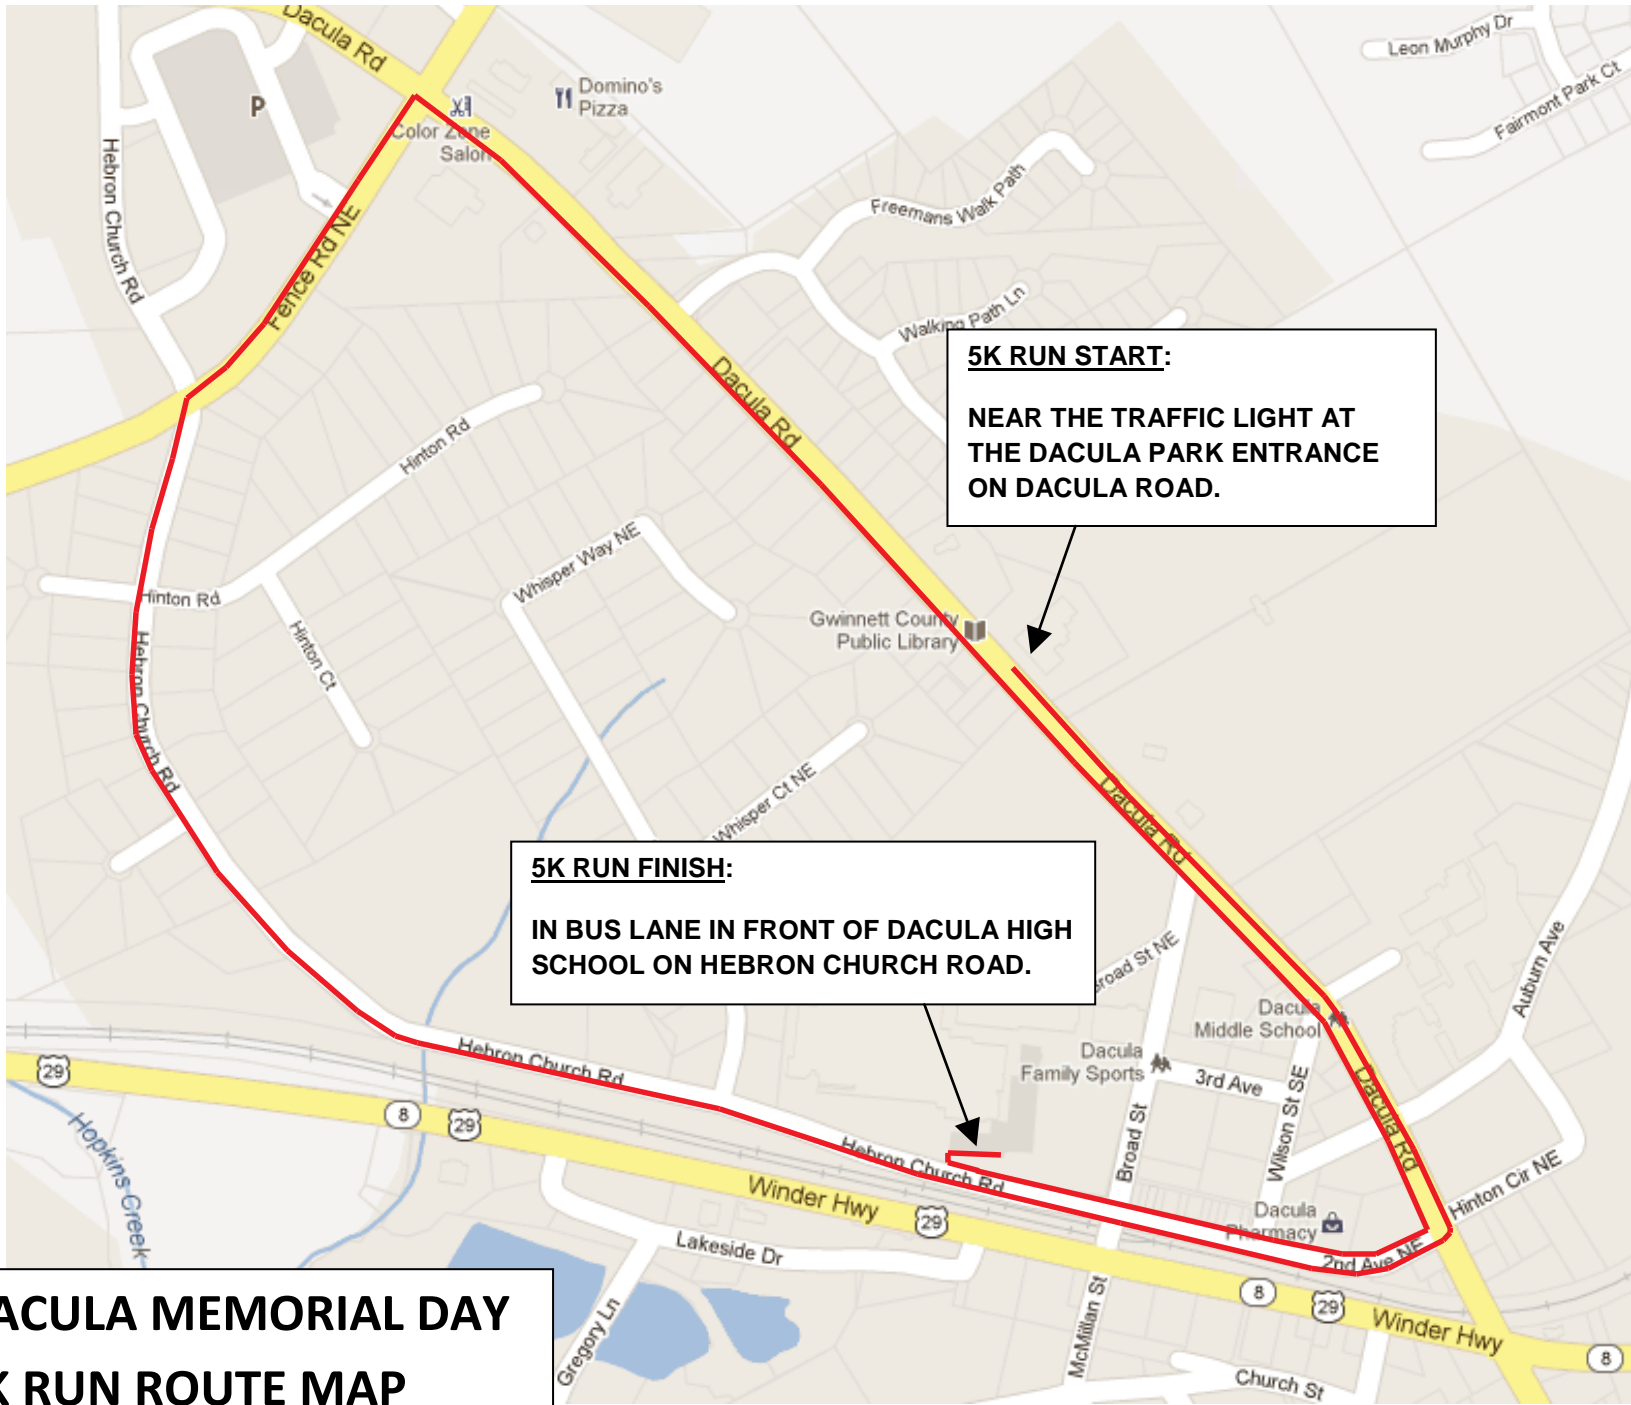 Dacula Rd
Leon Murphy Dr
Fairmont Park Ct
Domino's
Pizza
P
Color Zone
Salon
Hebron Church Rd
Freemans Walk Path
Fence Rd NE
Walking Path Ln
5K RUN START:
NEAR THE TRAFFIC LIGHT AT
THE DACULA PARK ENTRANCE
ON DACULA ROAD.
Dacula Rd
Hinton Rd
Whisper Way NE
Hinton Rd
Gwinnett County
Public Library
Hinton Ct
Hebron Church Rd
Whisper Ct NE
Dacula Rd
5K RUN FINISH:
IN BUS LANE IN FRONT OF DACULA HIGH
SCHOOL ON HEBRON CHURCH ROAD.
Broad St NE
Auburn Ave
Dacula
Middle School
Dacula
Family Sports
3rd Ave
Wilson St SE
Dacula Rd
Hebron Church Rd
29
8
29
Hopkins Creek
Broad St
Hebron Church Rd
Hinton Cir NE
Winder Hwy
29
Dacula
Pharmacy
2nd Ave NE
Lakeside Dr
Gregory Ln
McMillan St
8
29
Winder Hwy
8
Church St
ACULA MEMORIAL DAY
K RUN ROUTE MAP